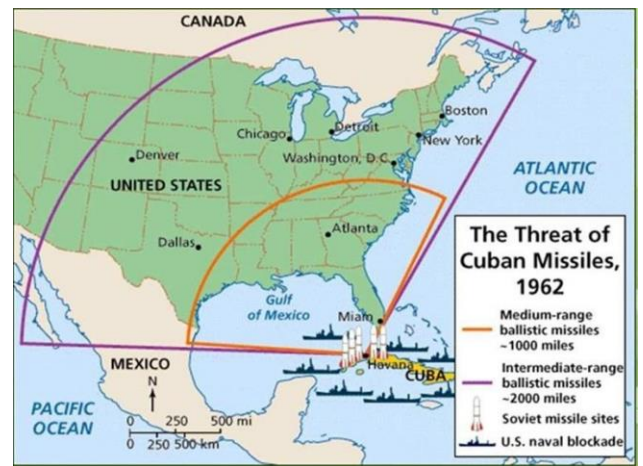 CANADA
Boston
Chicago
Detroit
New York
Denver
Washington, D.C.
ATLANTIC
OCEAN
UNITED STATES
Atlanta
Dallas
The Threat of
Cuban Missiles,
1962
Gulf
of Mexico
Miami
Medium-range
ballistic missiles
~1000 miles
MEXICO
Havana
CUBA
Intermediate-range
ballistic missiles
~2000 miles
N
PACIFIC
OCEAN
0 250 500 mi
0 250 500 km
Soviet missile sites
U.S. naval blockade